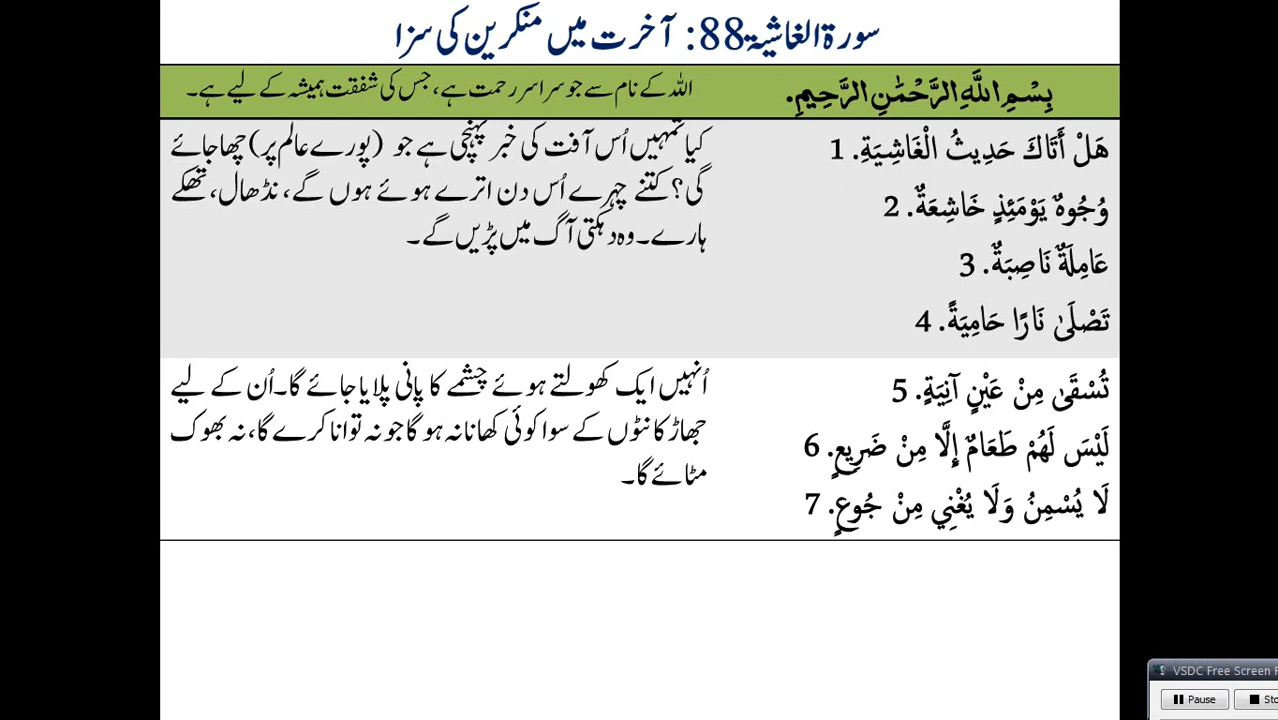 سورۃ الغاشیۃ 88: آخرت میں منکرین کی سزا
بِسْمِ اللَّهِ الرَّحْمَٰنِ الرَّحِيمِ.
اللہ کے نام سے جو سراسر رحمت ہے، جس کی شفقت ہمیشہ کے لیے ہے۔
هَلْ أَتَاكَ حَدِيثُ الْغَاشِيَةِ. 1
وُجُوهٌ يَوْمَئِذٍ خَاشِعَةٌ. 2
عَامِلَةٌ نَاصِبَةٌ. 3
تَصْلَىٰ نَارًا حَامِيَةً. 4
کیا تمہیں اُس آفت کی خبر پہنچی ہے جو (پورے عالم پر) چھا جائے
گی؟ کتنے چہرے اُس دن اترے ہوئے ہوں گے، نڈھال، تھکے
ہارے۔ وہ دہکتی آگ میں پڑیں گے۔
تُسْقَىٰ مِنْ عَيْنٍ آنِيَةٍ. 5
لَيْسَ لَهُمْ طَعَامٌ إِلَّا مِنْ ضَرِيعٍ. 6
لَا يُسْمِنُ وَلَا يُغْنِي مِنْ جُوعٍ. 7
اُنہیں ایک کھولتے ہوئے چشمے کا پانی پلایا جائے گا۔ اُن کے لیے
جھاڑ کانٹوں کے سوا کوئی کھانا نہ ہو گا جو نہ توانا کرے گا، نہ بھوک
مٹائے گا۔
VSDC Free Screen
Pause
Sto